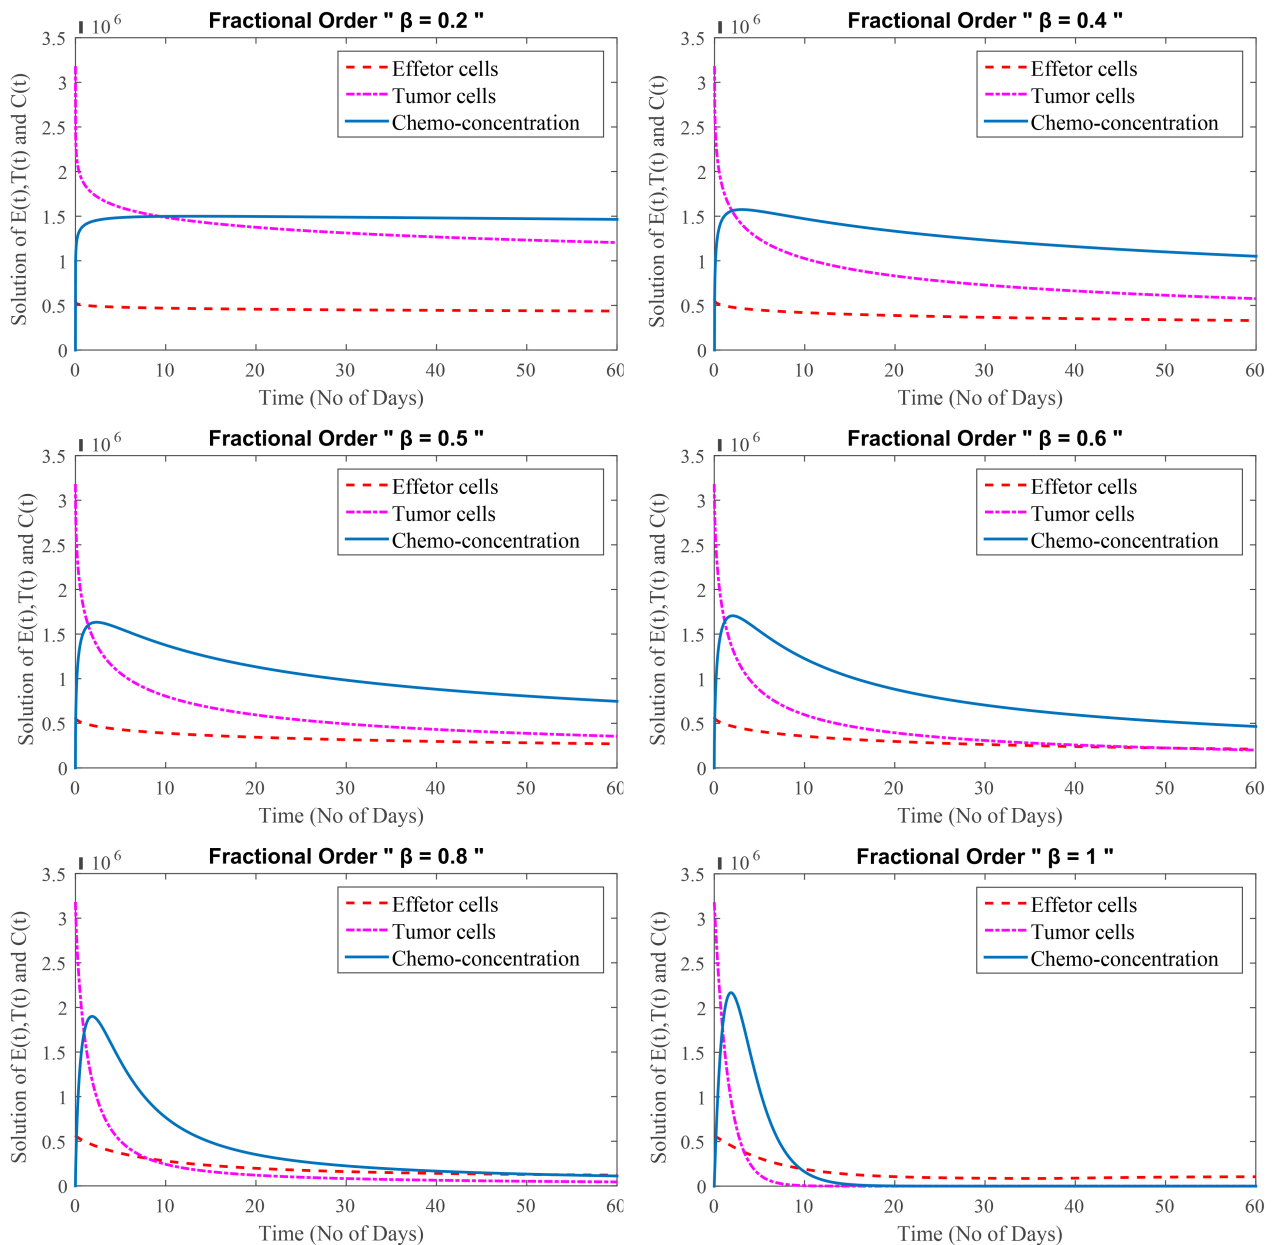 Fractional Order " β = 0.2 "
10 6
3.5
3
2.5
2
1.5
1
0.5
0
0 10 20 30 40 50 60
Solution of E(t),T(t) and C(t)
Time (No of Days)
Effetor cells
Tumor cells
Chemo-concentration
Fractional Order " β = 0.4 "
10 6
3.5
3
2.5
2
1.5
1
0.5
0
0 10 20 30 40 50 60
Solution of E(t),T(t) and C(t)
Time (No of Days)
Effetor cells
Tumor cells
Chemo-concentration
Fractional Order " β = 0.5 "
10 6
3.5
3
2.5
2
1.5
1
0.5
0
0 10 20 30 40 50 60
Solution of E(t),T(t) and C(t)
Time (No of Days)
Effetor cells
Tumor cells
Chemo-concentration
Fractional Order " β = 0.6 "
10 6
3.5
3
2.5
2
1.5
1
0.5
0
0 10 20 30 40 50 60
Solution of E(t),T(t) and C(t)
Time (No of Days)
Effetor cells
Tumor cells
Chemo-concentration
Fractional Order " β = 0.8 "
10 6
3.5
3
2.5
2
1.5
1
0.5
0
0 10 20 30 40 50 60
Solution of E(t),T(t) and C(t)
Time (No of Days)
Effetor cells
Tumor cells
Chemo-concentration
Fractional Order " β = 1 "
10 6
3.5
3
2.5
2
1.5
1
0.5
0
0 10 20 30 40 50 60
Solution of E(t),T(t) and C(t)
Time (No of Days)
Effetor cells
Tumor cells
Chemo-concentration